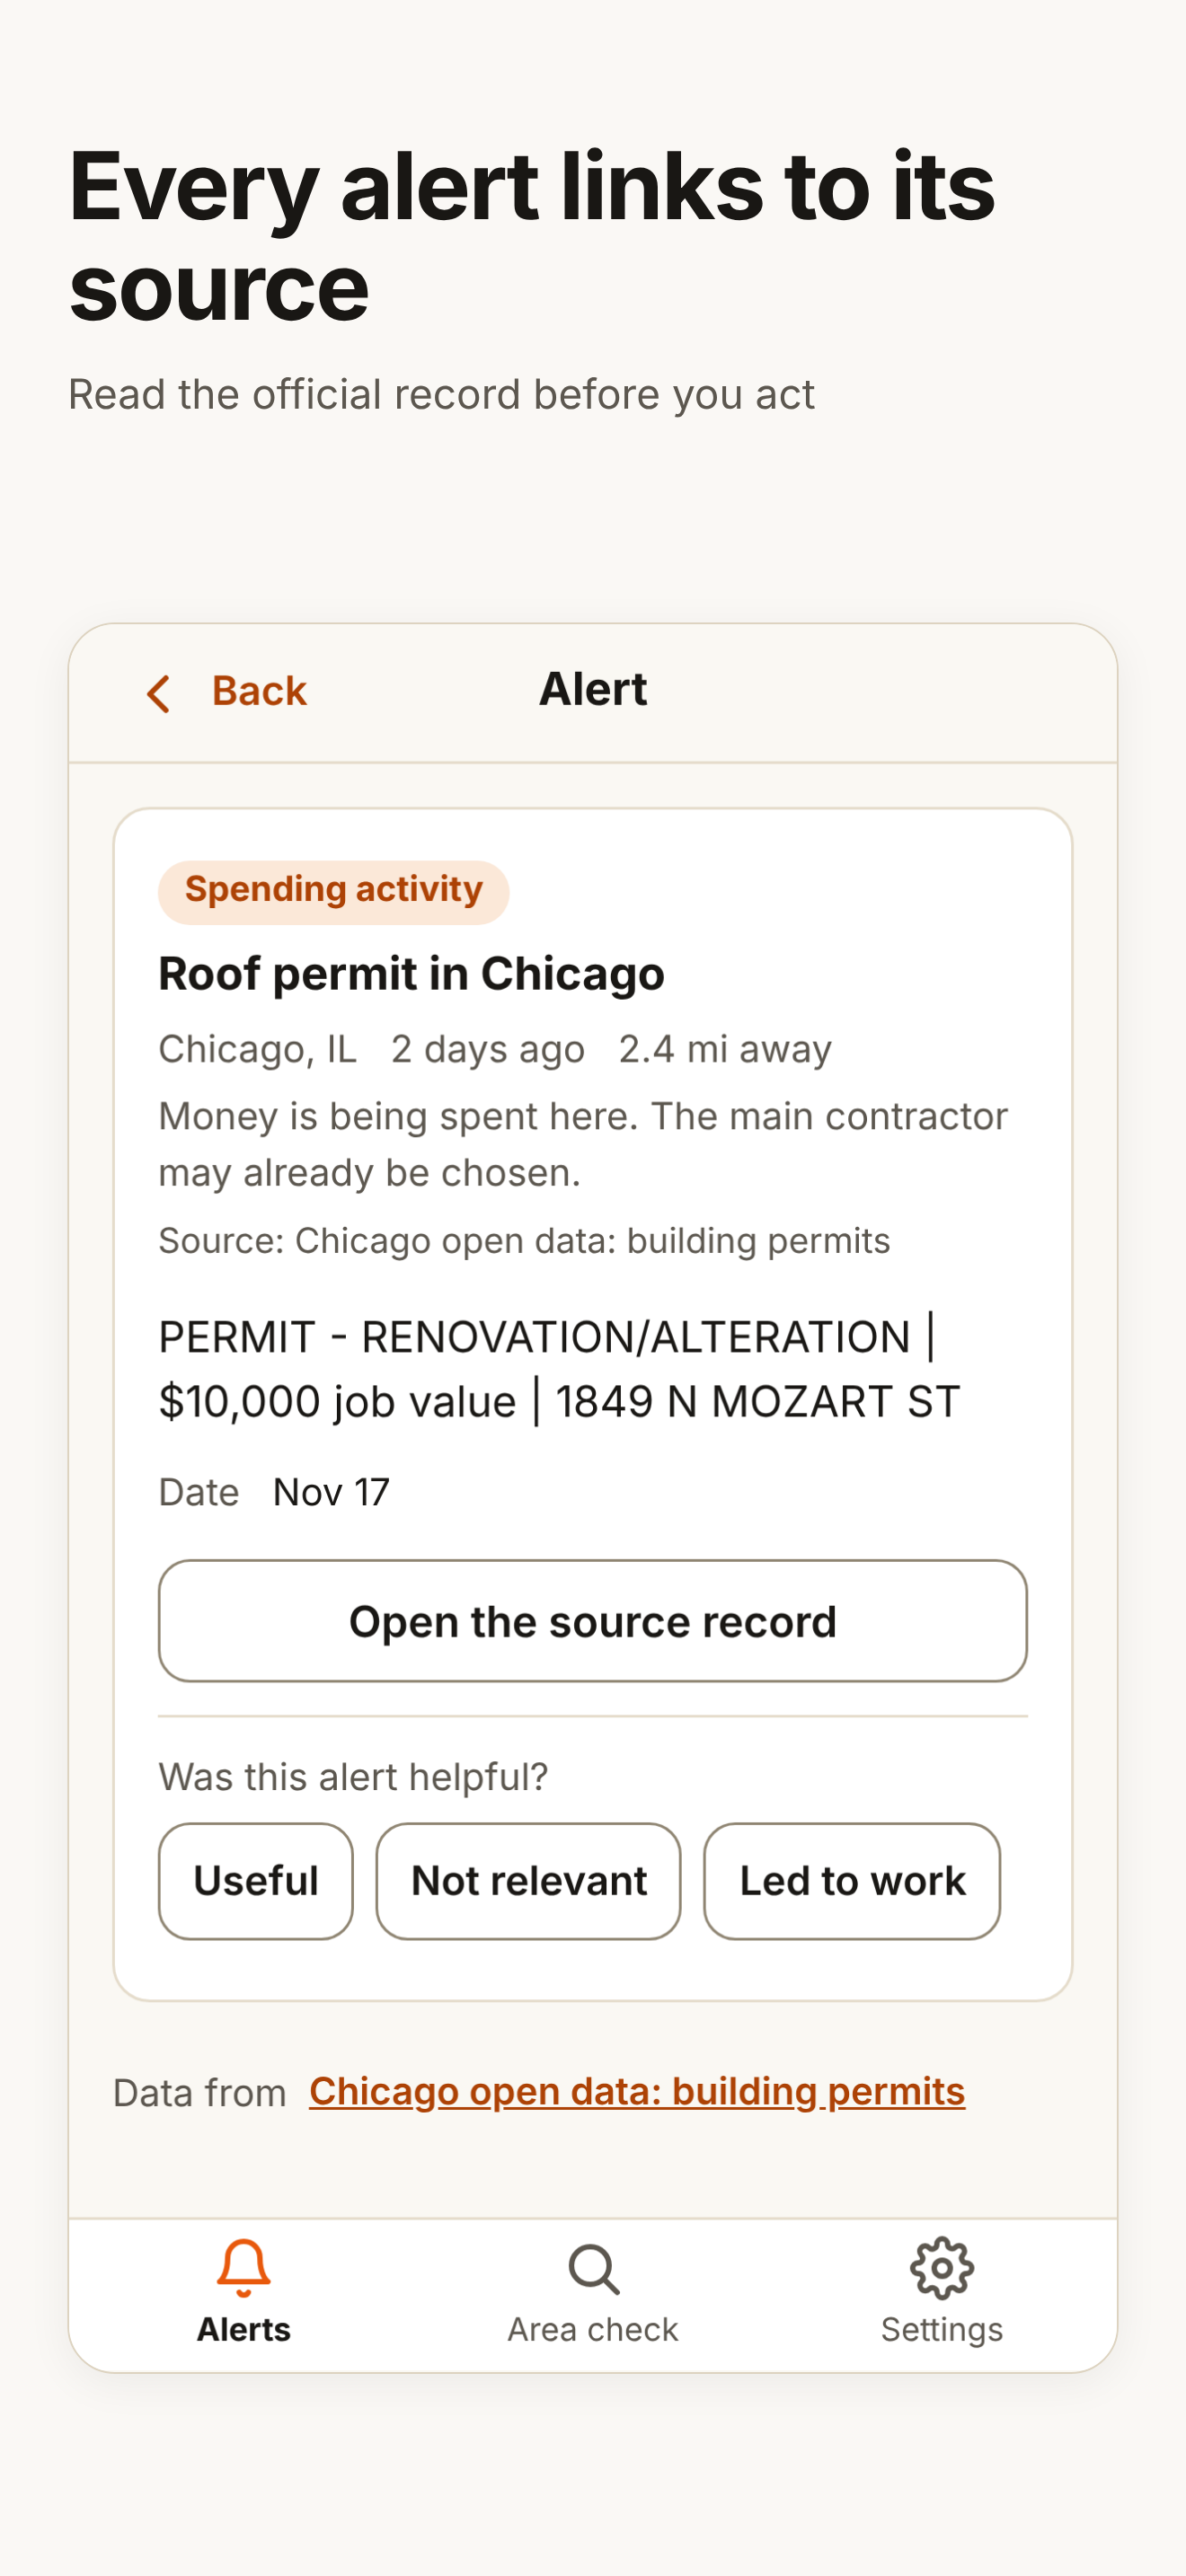 Every alert links to its
source
Read the official record before you act
Back
Alert
Spending activity
Roof permit in Chicago
Chicago, IL 2 days ago 2.4 mi away
Money is being spent here. The main contractor
may already be chosen.
Source: Chicago open data: building permits
PERMIT - RENOVATION/ALTERATION |
$10,000 job value | 1849 N MOZART ST
Date Nov 17
Open the source record
Was this alert helpful?
Useful Not relevant Led to work
Data from Chicago open data: building permits
Alerts Area check Settings